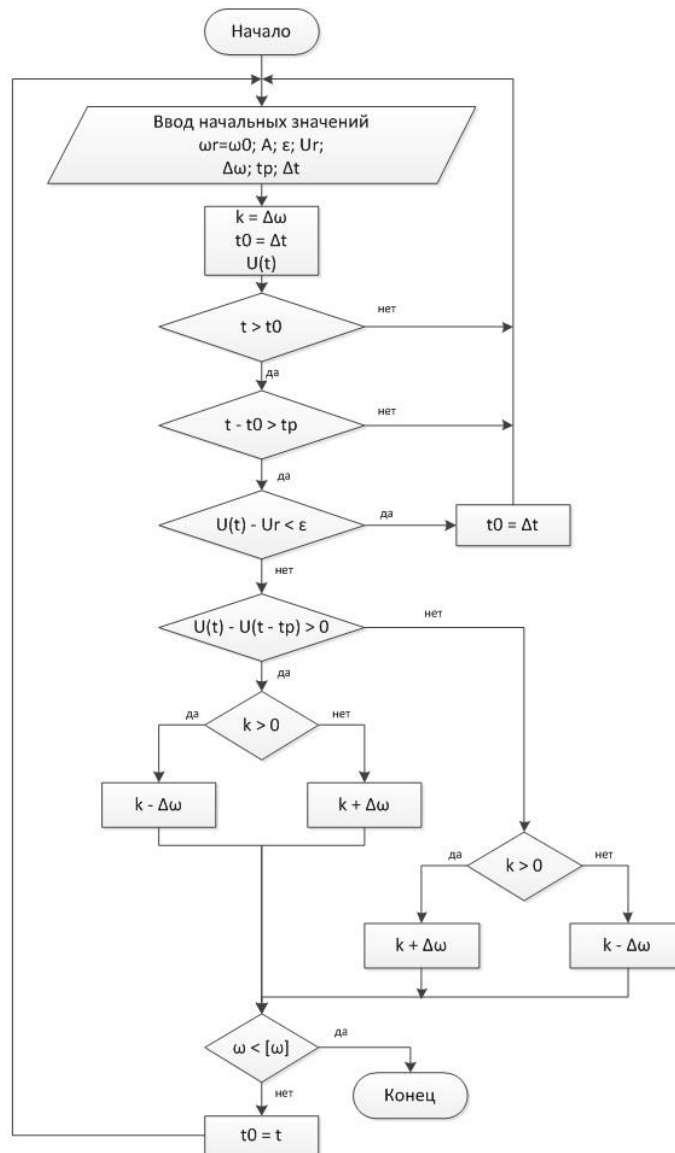 Начало
Ввод начальных значений
ωr=ω0; A; ε; Ur;
Δω; tp; Δt
k = Δω
t0 = Δt
U(t)
t > t0
нет
да
t - t0 > tp
нет
да
U(t) - Ur < ε
да
t0 = Δt
нет
U(t) - U(t - tp) > 0
нет
да
k > 0
да
нет
k - Δω
k + Δω
k > 0
да
нет
k + Δω
k - Δω
ω < [ω]
да
Конец
нет
t0 = t